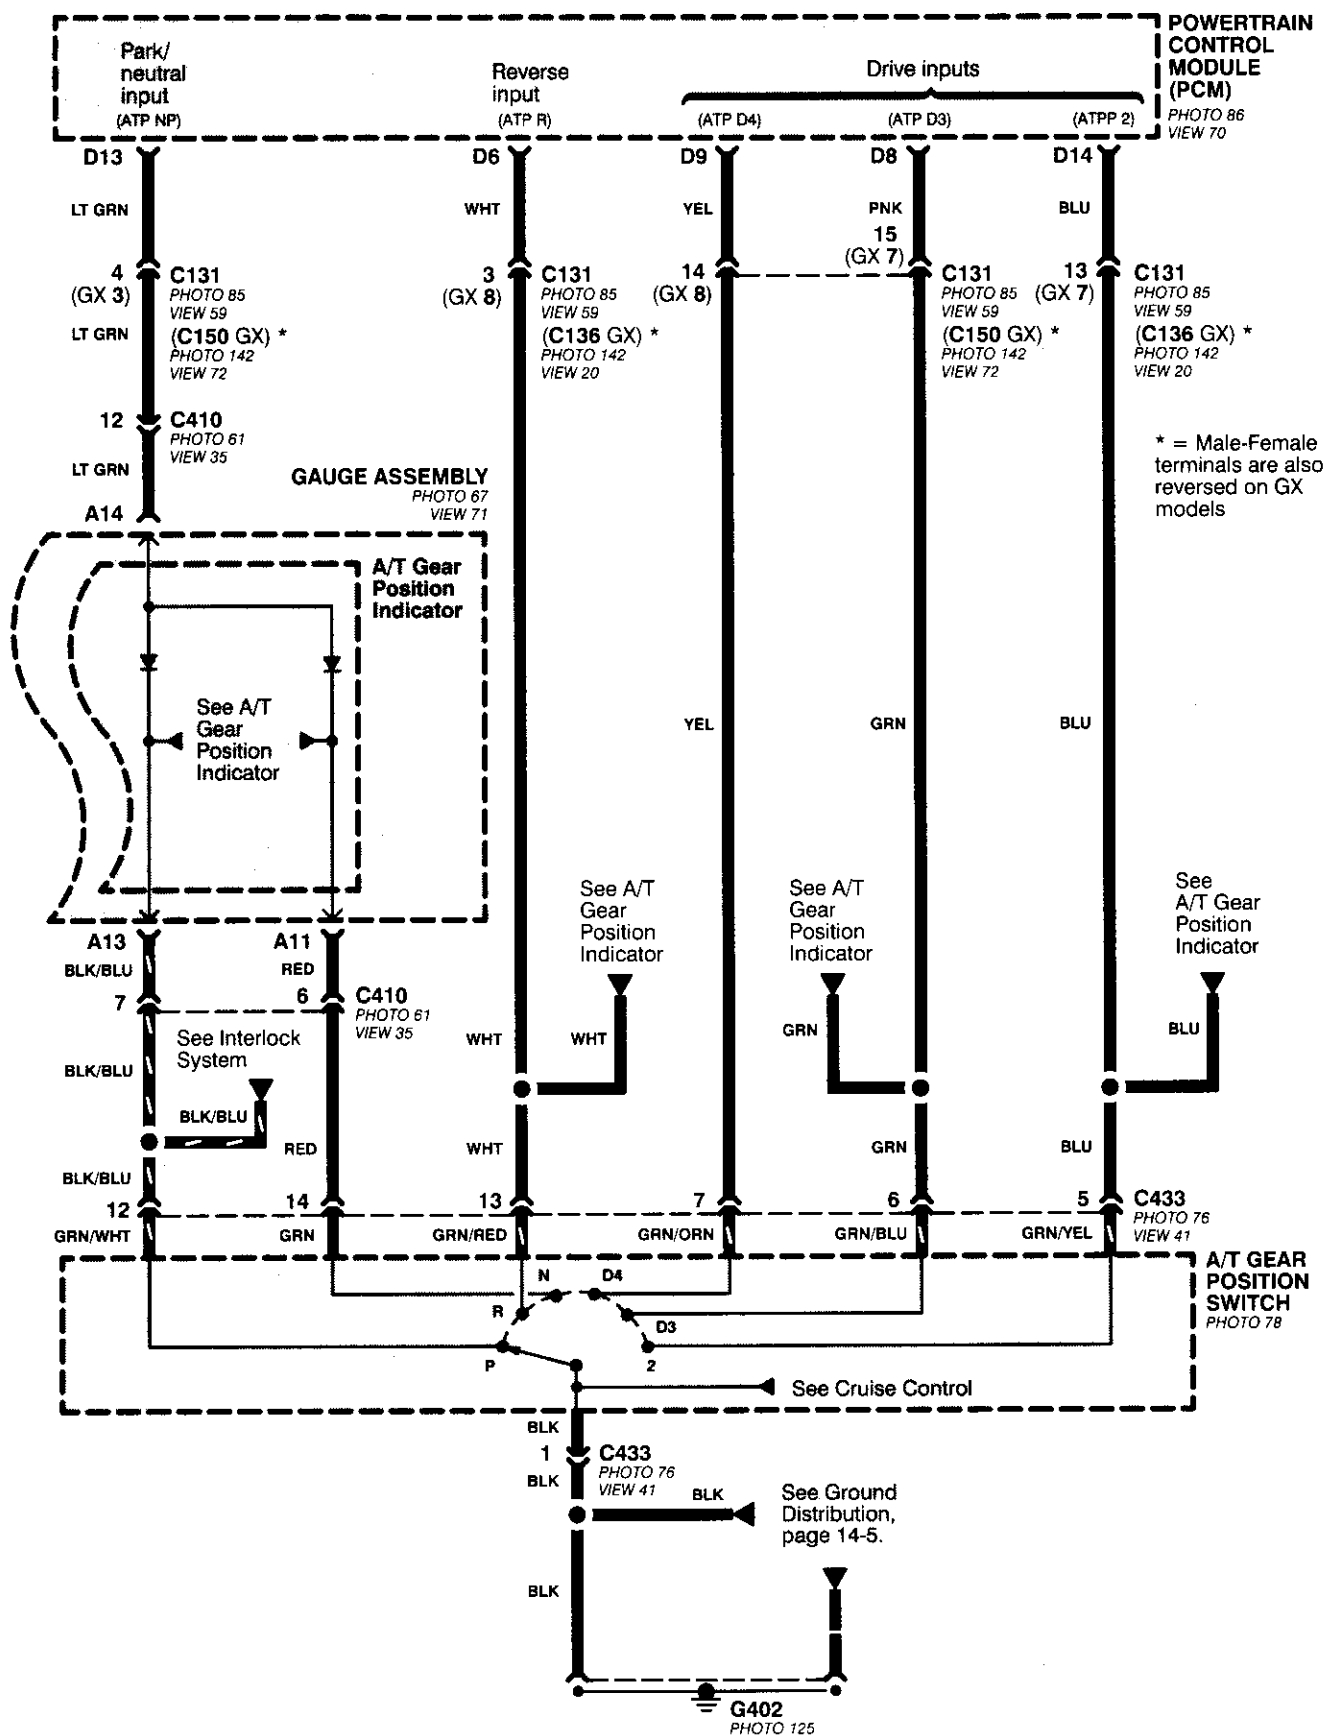 POWERTRAIN
CONTROL
MODULE
(PCM)
PHOTO 86
VIEW 70
Park/
neutral
input
(ATP NP)
Reverse
input
(ATP R)
Drive inputs
(ATP D4)
(ATP D3)
(ATPP 2)
D13
D6
D9
D8
D14
LT GRN
WHT
YEL
PNK
BLU
4
(GX 3)
C131
PHOTO 85
VIEW 59
(C150 GX) *
PHOTO 142
VIEW 72
3
(GX 8)
C131
PHOTO 85
VIEW 59
(C136 GX) *
PHOTO 142
VIEW 20
14
(GX 8)
15
(GX 7)
C131
PHOTO 85
VIEW 59
(C150 GX) *
PHOTO 142
VIEW 72
13
(GX 7)
C131
PHOTO 85
VIEW 59
(C136 GX) *
PHOTO 142
VIEW 20
LT GRN
12
C410
PHOTO 61
VIEW 35
LT GRN
* = Male-Female
terminals are also
reversed on GX
models
GAUGE ASSEMBLY
PHOTO 67
VIEW 71
A14
A/T Gear
Position
Indicator
See A/T
Gear
Position
Indicator
YEL
GRN
BLU
See A/T
Gear
Position
Indicator
See A/T
Gear
Position
Indicator
See
A/T Gear
Position
Indicator
A13
A11
BLK/BLU
RED
7
6
C410
PHOTO 61
VIEW 35
See Interlock
System
WHT
WHT
GRN
BLU
BLK/BLU
BLK/BLU
RED
WHT
GRN
BLU
BLK/BLU
12
14
13
7
6
5
C433
PHOTO 76
VIEW 41
GRN/WHT
GRN
GRN/RED
GRN/ORN
GRN/BLU
GRN/YEL
A/T GEAR
POSITION
SWITCH
PHOTO 78
N
D4
R
D3
P
2
See Cruise Control
BLK
1
C433
PHOTO 76
VIEW 41
BLK
BLK
See Ground
Distribution,
page 14-5.
BLK
G402
PHOTO 125